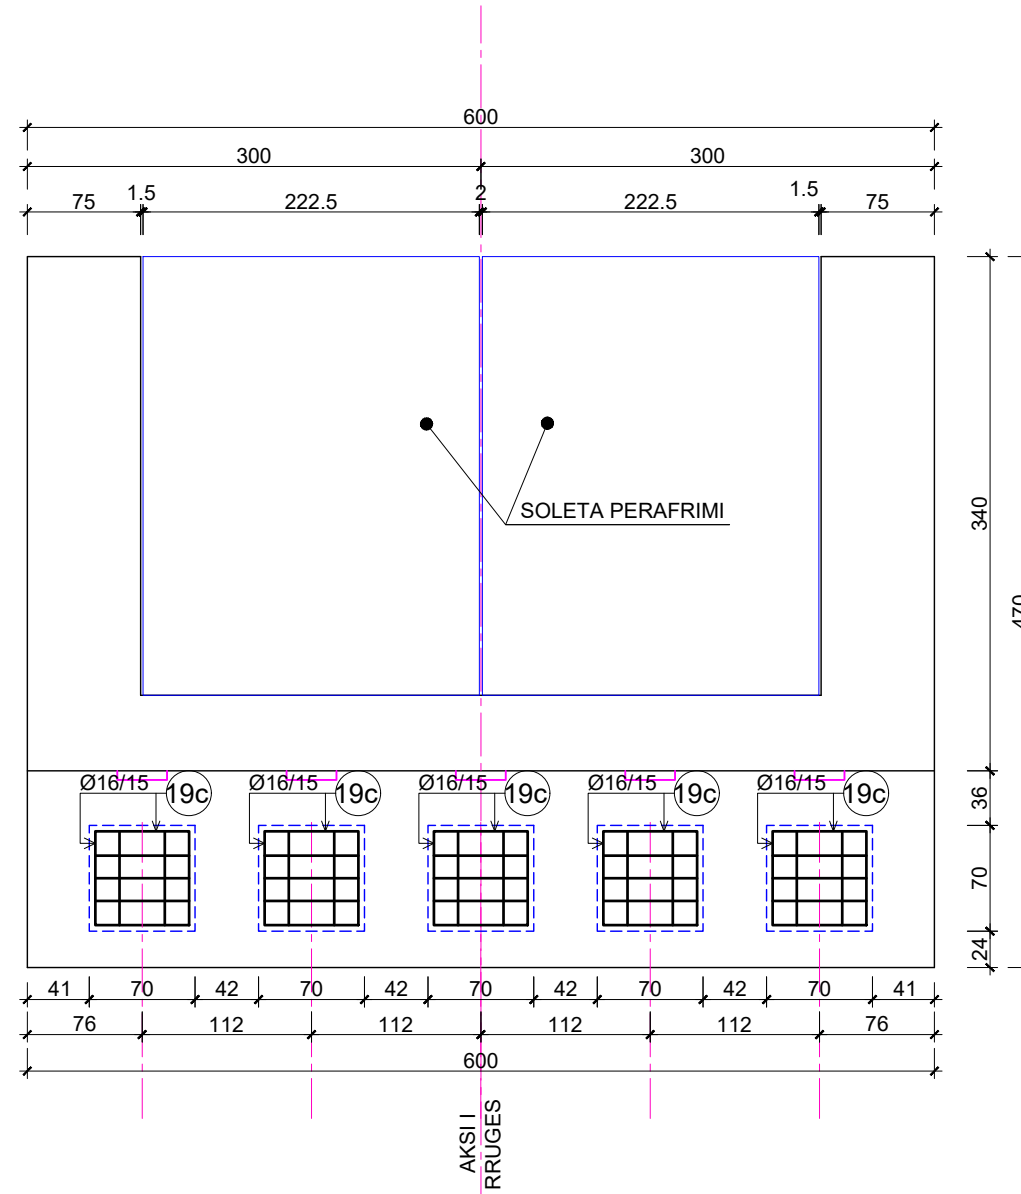 600
300 300
75 1.5 222.5 2 222.5 1.5 75
SOLETA PERAFRIMI
340
470
Ø16/15 19c Ø16/15 19c Ø16/15 19c Ø16/15 19c Ø16/15 19c
36
70
24
41 70 42 70 42 70 42 70 42 70 41
76 112 112 112 112 76
600
AKSI I
RRUGES